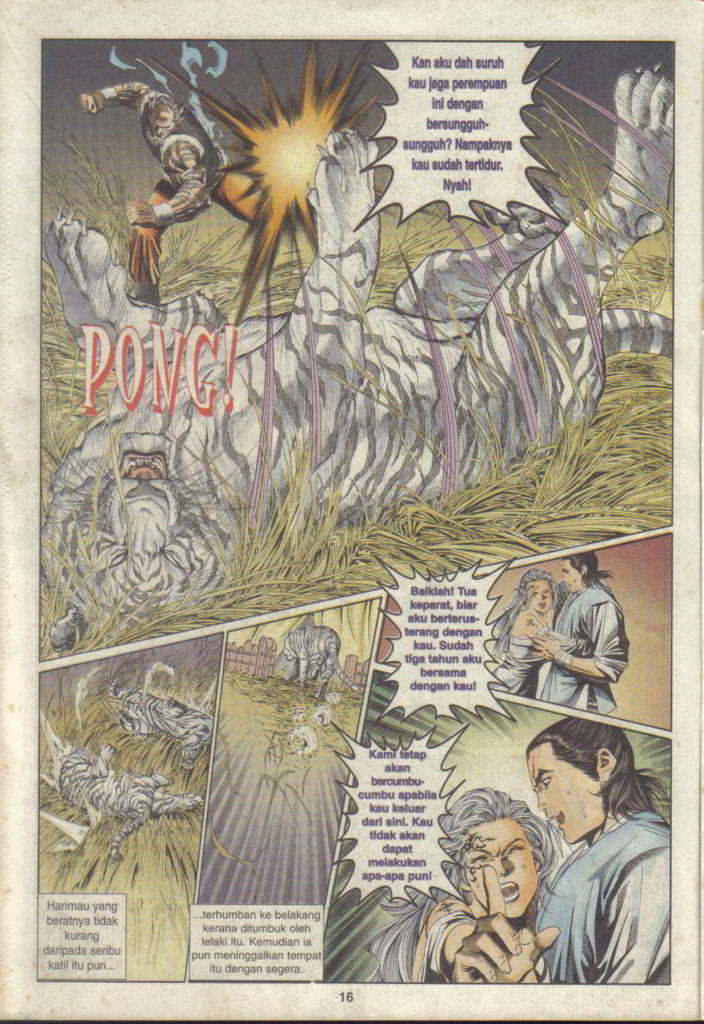 Kan aku dah suruh
kau jaga perempuan
ini dengan
bersungguh-
sungguh? Nampaknya
kau sudah tertidur.
Nyah!
PONG!
Baiklah! Tua
keparat, biar
aku berterus-
terang dengan
kau. Sudah
tiga tahun aku
bersama
dengan kau!
Kami tetap
akan
bercumbu-
cumbu apabila
kau keluar
dari sini. Kau
tidak akan
dapat
melakukan
apa-apa pun!
Harimau yang
beratnya tidak
kurang
daripada seribu
katil itu pun...
...terhumban ke belakang
kerana ditumbuk oleh
lelaki itu. Kemudian ia
pun meninggalkan tempat
itu dengan segera.
16